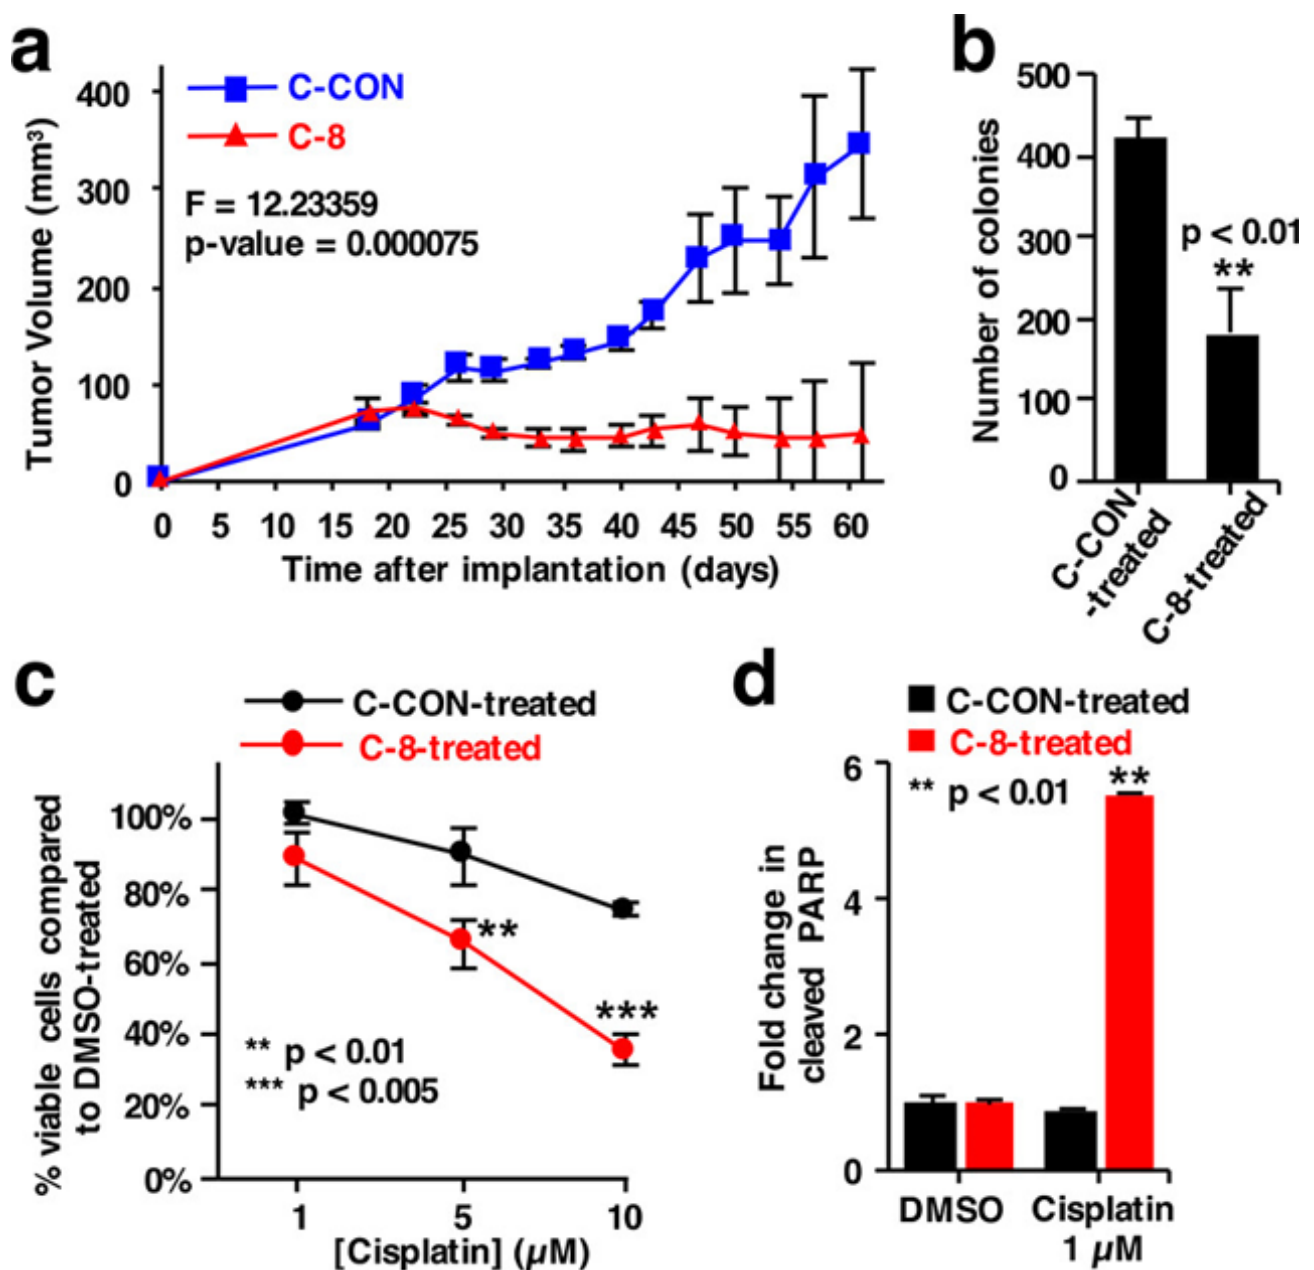 a
Tumor Volume (mm³)
400
300
200
100
0
C-CON
C-8
F = 12.23359
p-value = 0.000075
0 5 10 15 20 25 30 35 40 45 50 55 60
Time after implantation (days)
b
Number of colonies
500
400
300
200
100
0
p < 0.01
**
C-CON
-treated
C-8-treated
c
C-CON-treated
C-8-treated
% viable cells compared
to DMSO-treated
100%
80%
60%
40%
20%
0%
**
***
** p < 0.01
*** p < 0.005
1 5 10
[Cisplatin] (µM)
d
C-CON-treated
C-8-treated
** p < 0.01
**
Fold change in
cleaved PARP
6
4
2
0
DMSO Cisplatin
1 µM